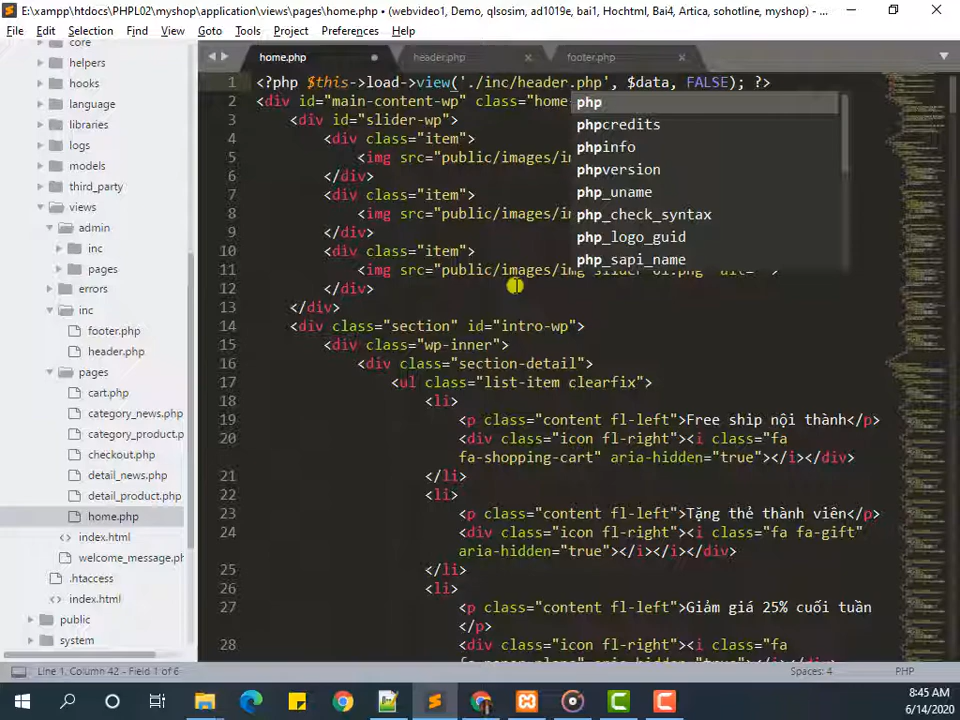 E:\xampp\htdocs\PHPL02\myshop\application\views\pages\home.php • (webvideo1, Demo, qlsosim, ad1019e, bai1, Hochtml, Bai4, Artica, sohotline, myshop) - ...
File Edit Selection Find View Goto Tools Project Preferences Help
core
helpers
hooks
language
libraries
logs
models
third_party
views
admin
inc
pages
errors
inc
footer.php
header.php
pages
cart.php
category_news.php
category_product.p
checkout.php
detail_news.php
detail_product.php
home.php
index.html
welcome_message.ph
.htaccess
index.html
public
system
home.php header.php footer.php
1 <?php $this->load->view('./inc/header.php', $data, FALSE); ?>
2 <div id="main-content-wp" class="home-
3 <div id="slider-wp">
4 <div class="item">
5 <img src="public/images/im
6 </div>
7 <div class="item">
8 <img src="public/images/im
9 </div>
10 <div class="item">
11 <img src="public/images/img-slider-01.png" alt="">
12 </div>
13 </div>
14 <div class="section" id="intro-wp">
15 <div class="wp-inner">
16 <div class="section-detail">
17 <ul class="list-item clearfix">
18 <li>
19 <p class="content fl-left">Free ship nội thành</p>
20 <div class="icon fl-right"><i class="fa
fa-shopping-cart" aria-hidden="true"></i></div>
21 </li>
22 <li>
23 <p class="content fl-left">Tặng thẻ thành viên</p>
24 <div class="icon fl-right"><i class="fa fa-gift"
aria-hidden="true"></i></i></div>
25 </li>
26 <li>
27 <p class="content fl-left">Giảm giá 25% cuối tuần
</p>
28 <div class="icon fl-right"><i class="fa
php
phpcredits
phpinfo
phpversion
php_uname
php_check_syntax
php_logo_guid
php_sapi_name
Line 1, Column 42 - Field 1 of 6 Spaces: 4 PHP
8:45 AM
6/14/2020